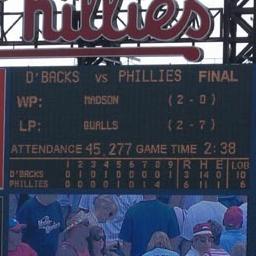 Phillies
D'BACKS vs PHILLIES FINAL
WP: MADSON (2-0)
LP: QUALLS (2-7)
ATTENDANCE 45,277 GAME TIME 2:38
1 2 3 4 5 6 7 8 9 R H E LOB
D'BACKS 0 1 0 1 0 0 0 1 0 3 14 0 10
PHILLIES 0 0 0 0 1 0 1 4 6 11 1 6